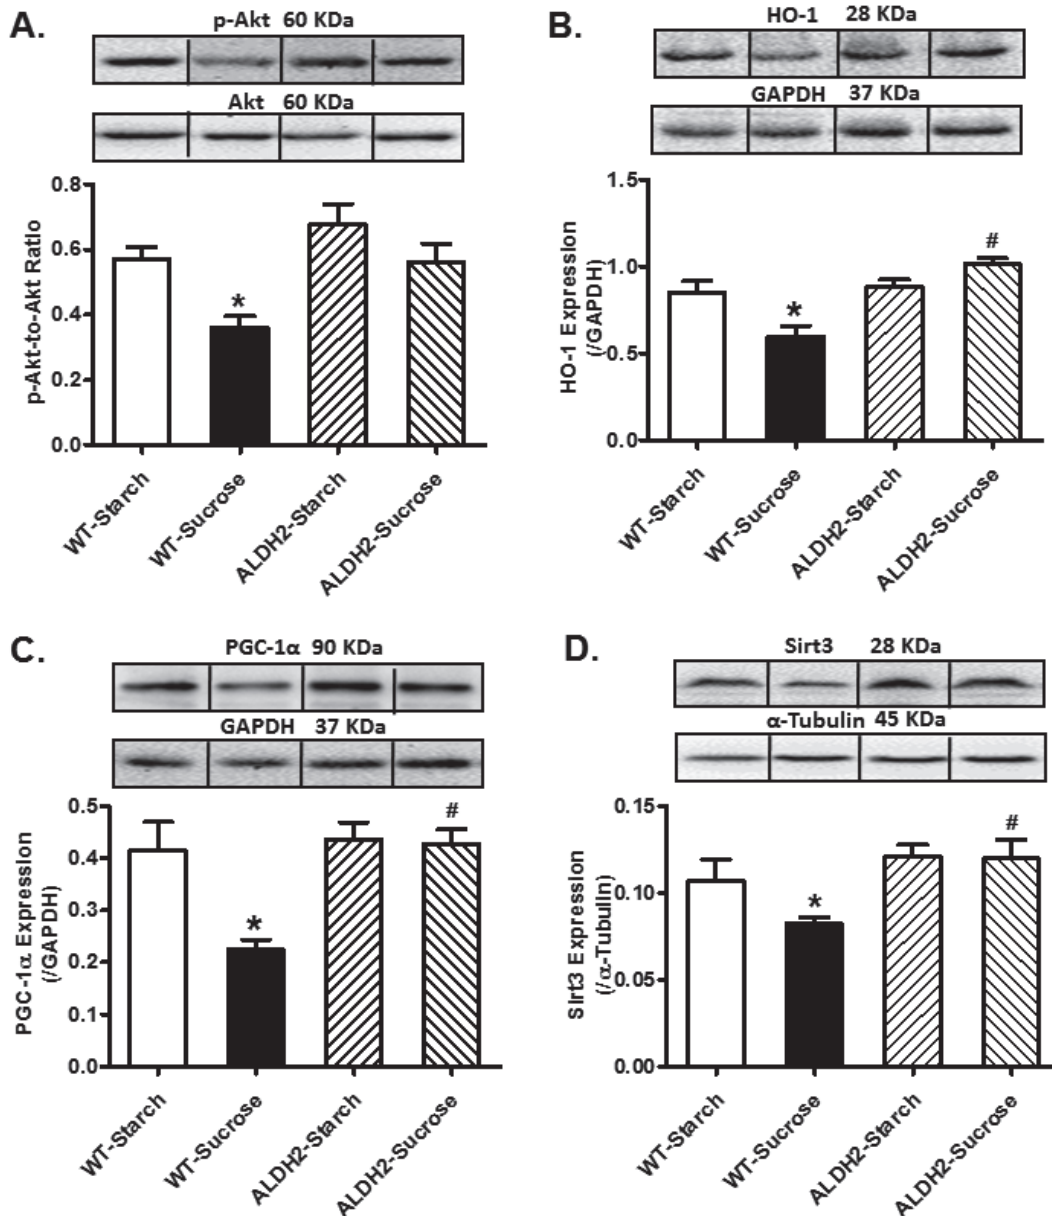 A.
p-Akt 60 KDa
Akt 60 KDa
p-Akt-to-Akt Ratio
0.8
0.6
0.4
0.2
0.0
*
WT-Starch
WT-Sucrose
ALDH2-Starch
ALDH2-Sucrose
B.
HO-1 28 KDa
GAPDH 37 KDa
HO-1 Expression
(/GAPDH)
1.5
1.0
0.5
0.0
*
#
WT-Starch
WT-Sucrose
ALDH2-Starch
ALDH2-Sucrose
C.
PGC-1α 90 KDa
GAPDH 37 KDa
PGC-1α Expression
(/GAPDH)
0.5
0.4
0.3
0.2
0.1
0.0
*
#
WT-Starch
WT-Sucrose
ALDH2-Starch
ALDH2-Sucrose
D.
Sirt3 28 KDa
α-Tubulin 45 KDa
Sirt3 Expression
(/α-Tubulin)
0.15
0.10
0.05
0.00
*
#
WT-Starch
WT-Sucrose
ALDH2-Starch
ALDH2-Sucrose